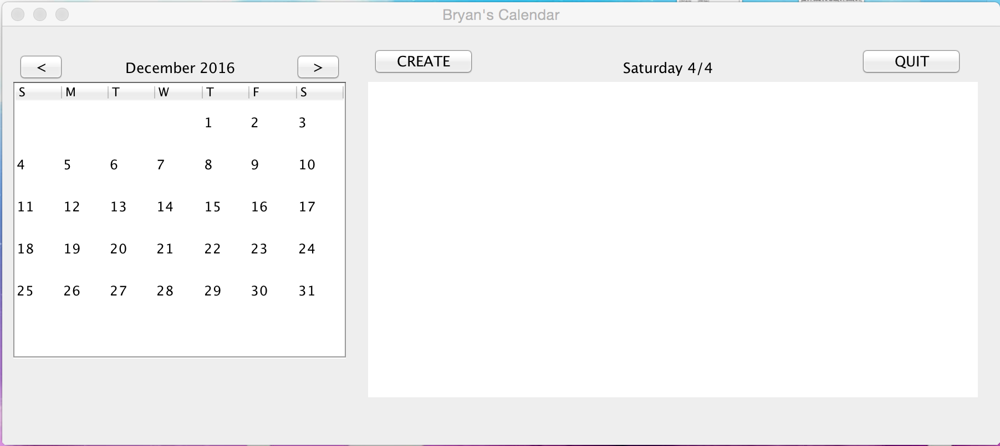 Bryan's Calendar
< December 2016 >
CREATE Saturday 4/4 QUIT
S M T W T F S
1 2 3
4 5 6 7 8 9 10
11 12 13 14 15 16 17
18 19 20 21 22 23 24
25 26 27 28 29 30 31